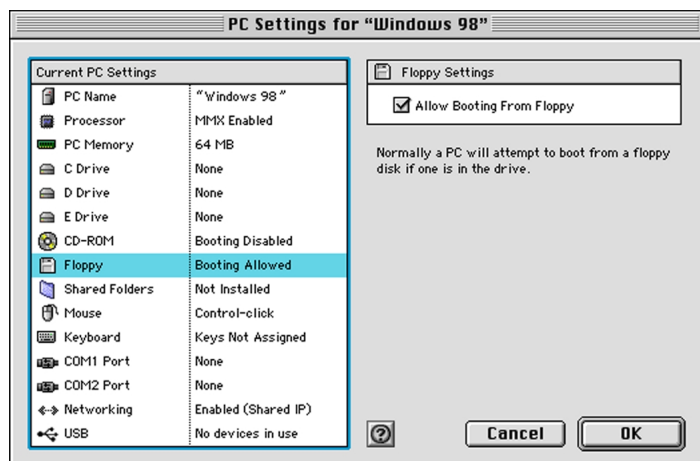 PC Settings for “Windows 98”
Current PC Settings
PC Name “Windows 98”
Processor MMX Enabled
PC Memory 64 MB
C Drive None
D Drive None
E Drive None
CD-ROM Booting Disabled
Floppy Booting Allowed
Shared Folders Not Installed
Mouse Control-click
Keyboard Keys Not Assigned
COM1 Port None
COM2 Port None
Networking Enabled (Shared IP)
USB No devices in use
Floppy Settings
Allow Booting From Floppy
Normally a PC will attempt to boot from a floppy
disk if one is in the drive.
?
Cancel
OK